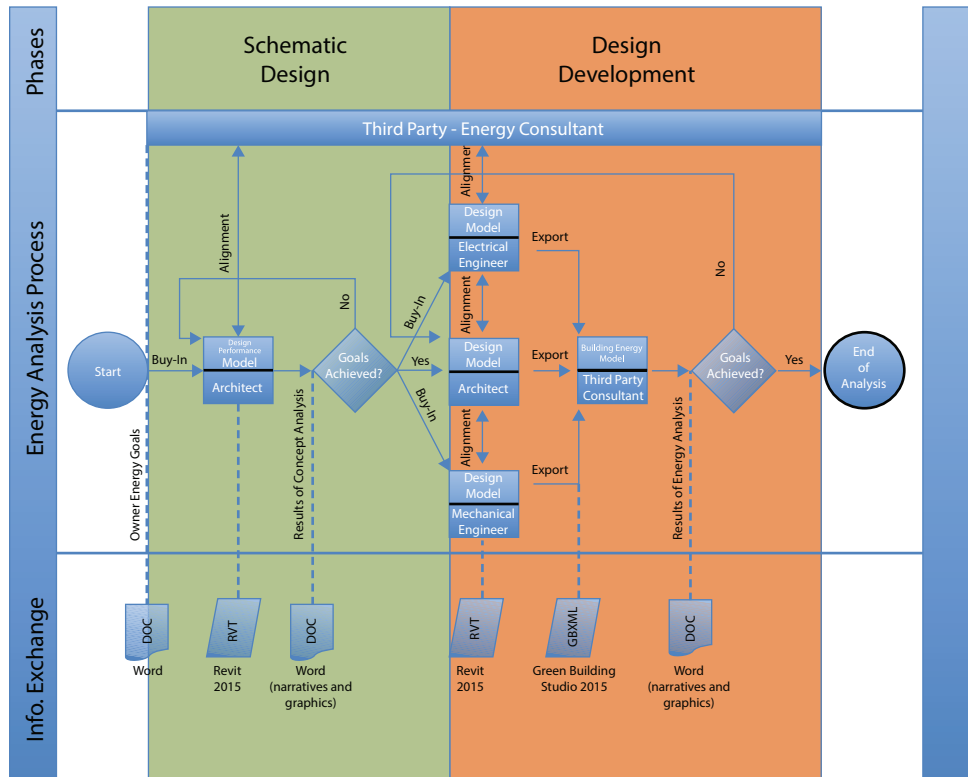 Phases
Schematic
Design
Design
Development
Energy Analysis Process
Third Party - Energy Consultant
Start
Buy-In
Owner Energy Goals
Alignment
Design
Performance
Model
Architect
No
Goals
Achieved?
Results of Concept Analysis
Buy-In
Yes
Buy-In
Alignmen
Design
Model
Electrical
Engineer
Alignment
Design
Model
Architect
Alignment
Design
Model
Mechanical
Engineer
Export
Export
Export
Building Energy
Model
Third Party
Consultant
No
Goals
Achieved?
Results of Energy Analysis
Yes
End
of
Analysis
Info. Exchange
DOC
Word
RVT
Revit
2015
DOC
Word
(narratives and
graphics)
RVT
Revit
2015
GBXML
Green Building
Studio 2015
DOC
Word
(narratives and
graphics)